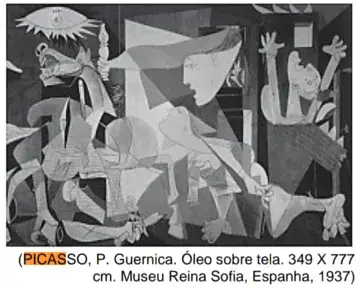 (PICASSO, P. Guernica. Óleo sobre tela. 349 X 777
cm. Museu Reina Sofia, Espanha, 1937)